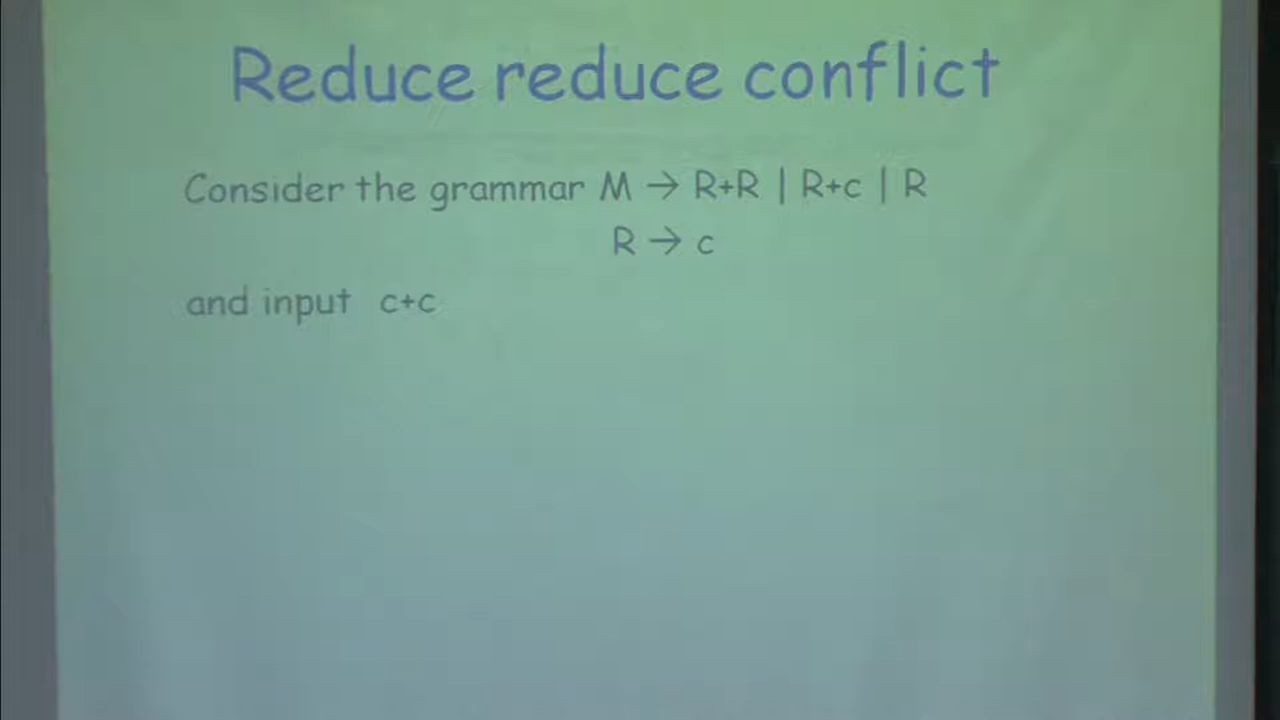 Reduce reduce conflict
Consider the grammar M → R+R | R+c | R
R → c
and input c+c